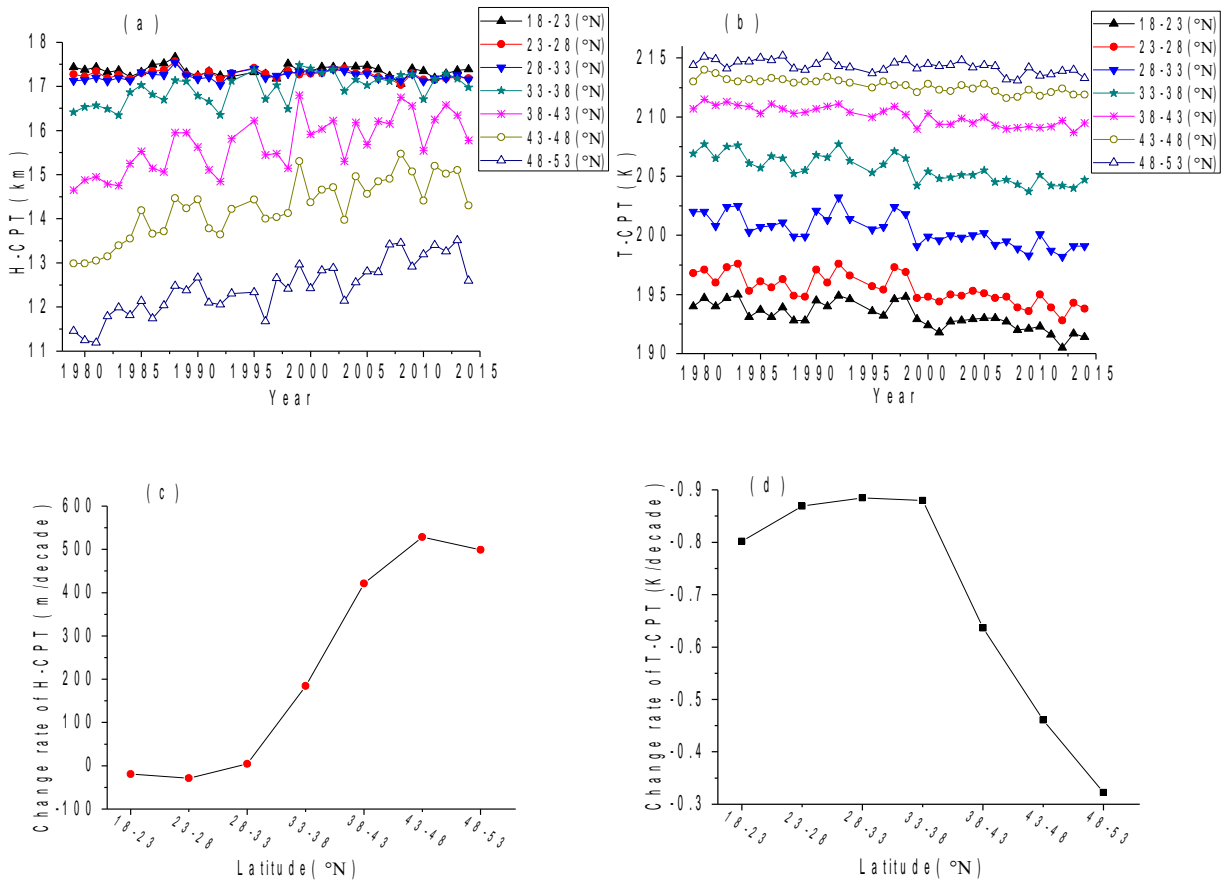 (a)
18-23(°N)
23-28(°N)
28-33(°N)
33-38(°N)
38-43(°N)
43-48(°N)
48-53(°N)
H-CPT (km)
18
17
16
15
14
13
12
11
1980 1985 1990 1995 2000 2005 2010 2015
Year
(b)
18-23(°N)
23-28(°N)
28-33(°N)
33-38(°N)
38-43(°N)
43-48(°N)
48-53(°N)
T-CPT (K)
215
210
205
200
195
190
1980 1985 1990 1995 2000 2005 2010 2015
Year
(c)
Change rate of H-CPT (m/decade)
600
500
400
300
200
100
0
-100
18-23 23-28 28-33 33-38 38-43 43-48 48-53
Latitude(°N)
(d)
Change rate of T-CPT (K/decade)
-0.9
-0.8
-0.7
-0.6
-0.5
-0.4
-0.3
18-23 23-28 28-33 33-38 38-43 43-48 48-53
Latitude(°N)